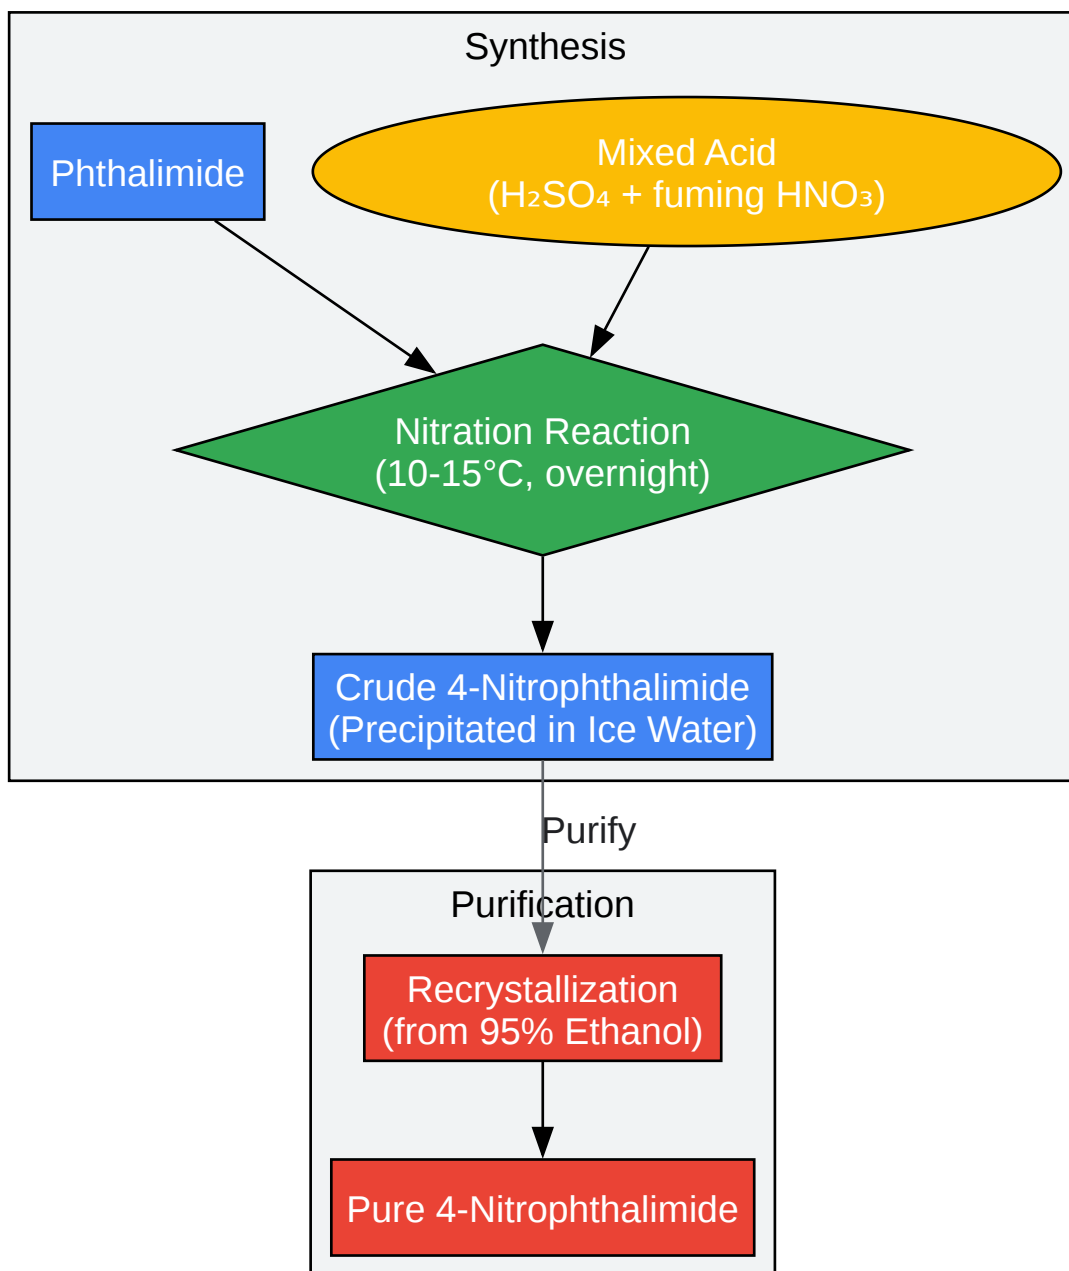 Synthesis
Phthalimide
Mixed Acid
(H₂SO₄ + fuming HNO₃)
Nitration Reaction
(10-15°C, overnight)
Crude 4-Nitrophthalimide
(Precipitated in Ice Water)
Purify
Purification
Recrystallization
(from 95% Ethanol)
Pure 4-Nitrophthalimide